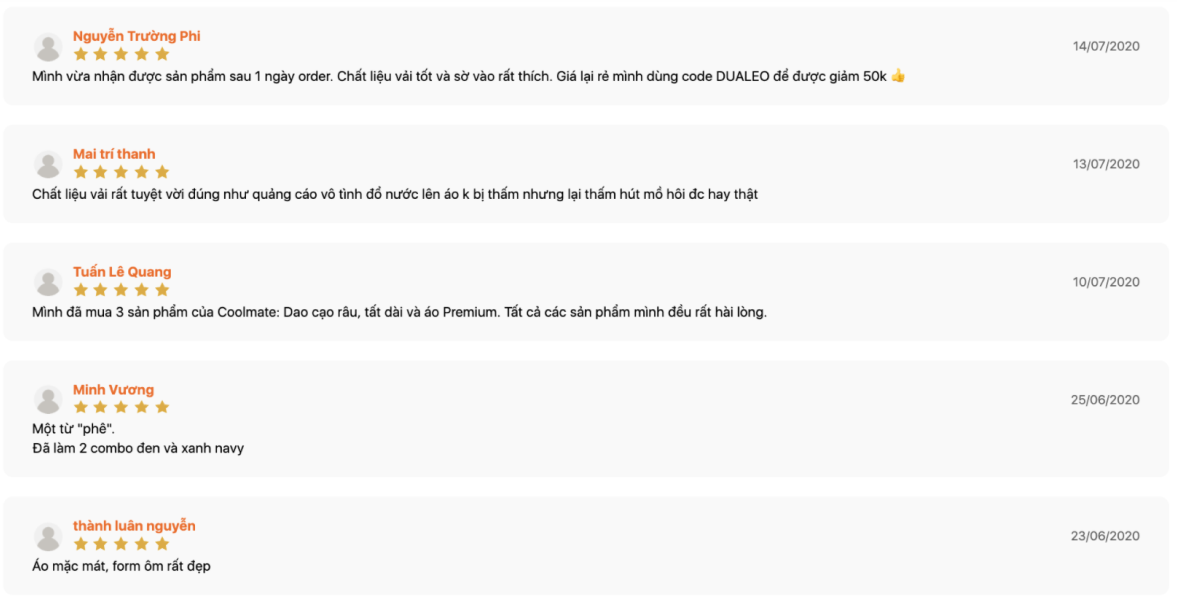 Nguyễn Trường Phi
14/07/2020
Mình vừa nhận được sản phẩm sau 1 ngày order. Chất liệu vải tốt và sờ vào rất thích. Giá lại rẻ mình dùng code DUALEO để được giảm 50k 👍
Mai trí thanh
13/07/2020
Chất liệu vải rất tuyệt vời đúng như quảng cáo vô tình đổ nước lên áo k bị thấm nhưng lại thấm hút mồ hôi đc hay thật
Tuấn Lê Quang
10/07/2020
Mình đã mua 3 sản phẩm của Coolmate: Dao cạo râu, tất dài và áo Premium. Tất cả các sản phẩm mình đều rất hài lòng.
Minh Vương
25/06/2020
Một từ "phê".
Đã làm 2 combo đen và xanh navy
thành luân nguyễn
23/06/2020
Áo mặc mát, form ôm rất đẹp